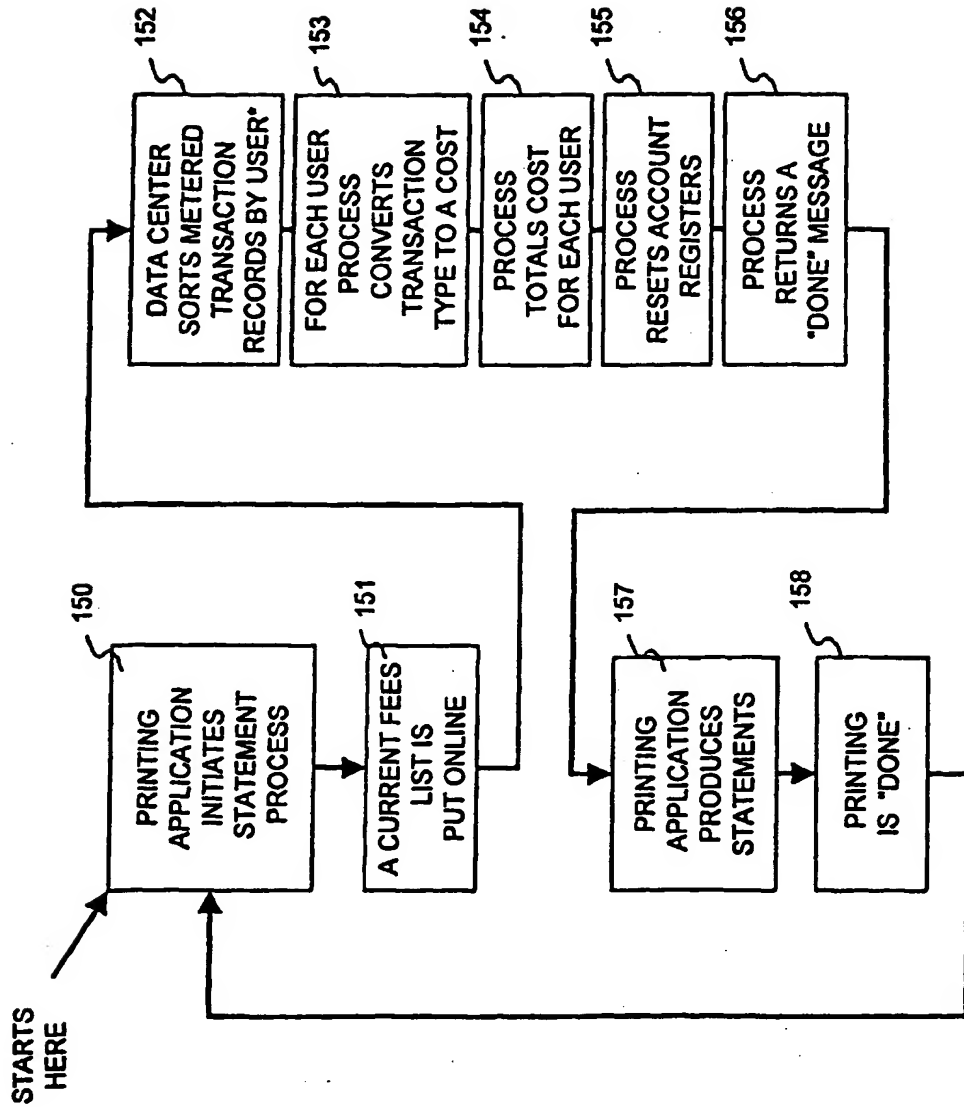 STARTS
HERE
150
PRINTING
APPLICATION
INITIATES
STATEMENT
PROCESS
151
A CURRENT FEES
LIST IS
PUT ONLINE
152
DATA CENTER
SORTS METERED
TRANSACTION
RECORDS BY USER*
153
FOR EACH USER
PROCESS
CONVERTS
TRANSACTION
TYPE TO A COST
154
PROCESS
TOTALS COST
FOR EACH USER
155
PROCESS
RESETS ACCOUNT
REGISTERS
156
PROCESS
RETURNS A
"DONE" MESSAGE
157
PRINTING
APPLICATION
PRODUCES
STATEMENTS
158
PRINTING
IS "DONE"